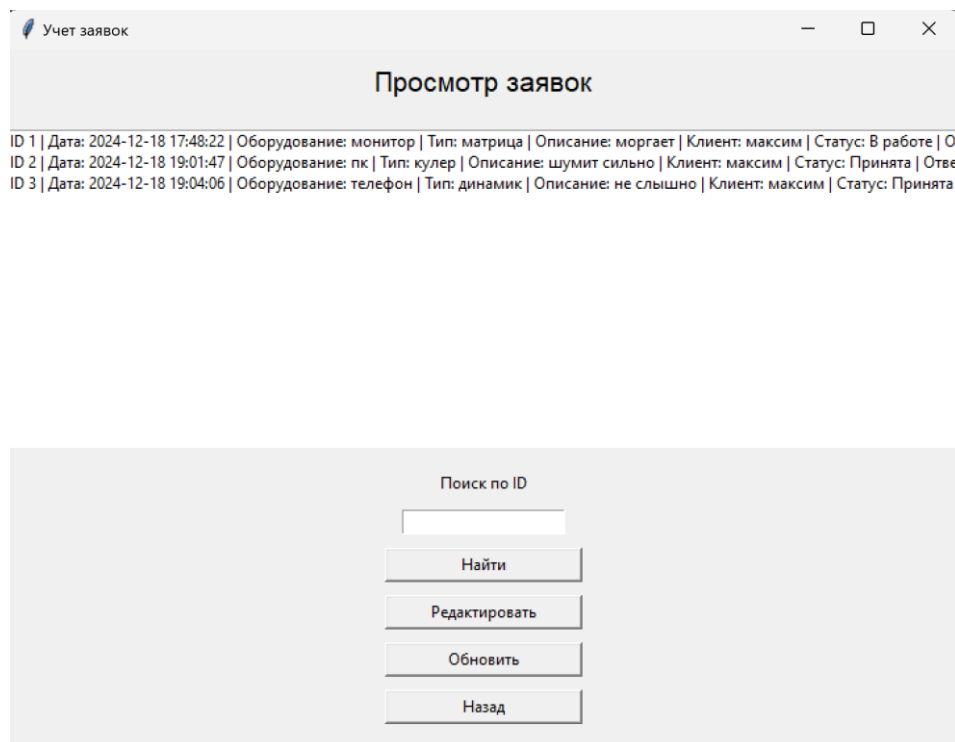 Учет заявок
Просмотр заявок
ID 1 | Дата: 2024-12-18 17:48:22 | Оборудование: монитор | Тип: матрица | Описание: моргает | Клиент: максим | Статус: В работе | О
ID 2 | Дата: 2024-12-18 19:01:47 | Оборудование: пк | Тип: кулер | Описание: шумит сильно | Клиент: максим | Статус: Принята | Отве
ID 3 | Дата: 2024-12-18 19:04:06 | Оборудование: телефон | Тип: динамик | Описание: не слышно | Клиент: максим | Статус: Принята
Поиск по ID
Найти
Редактировать
Обновить
Назад